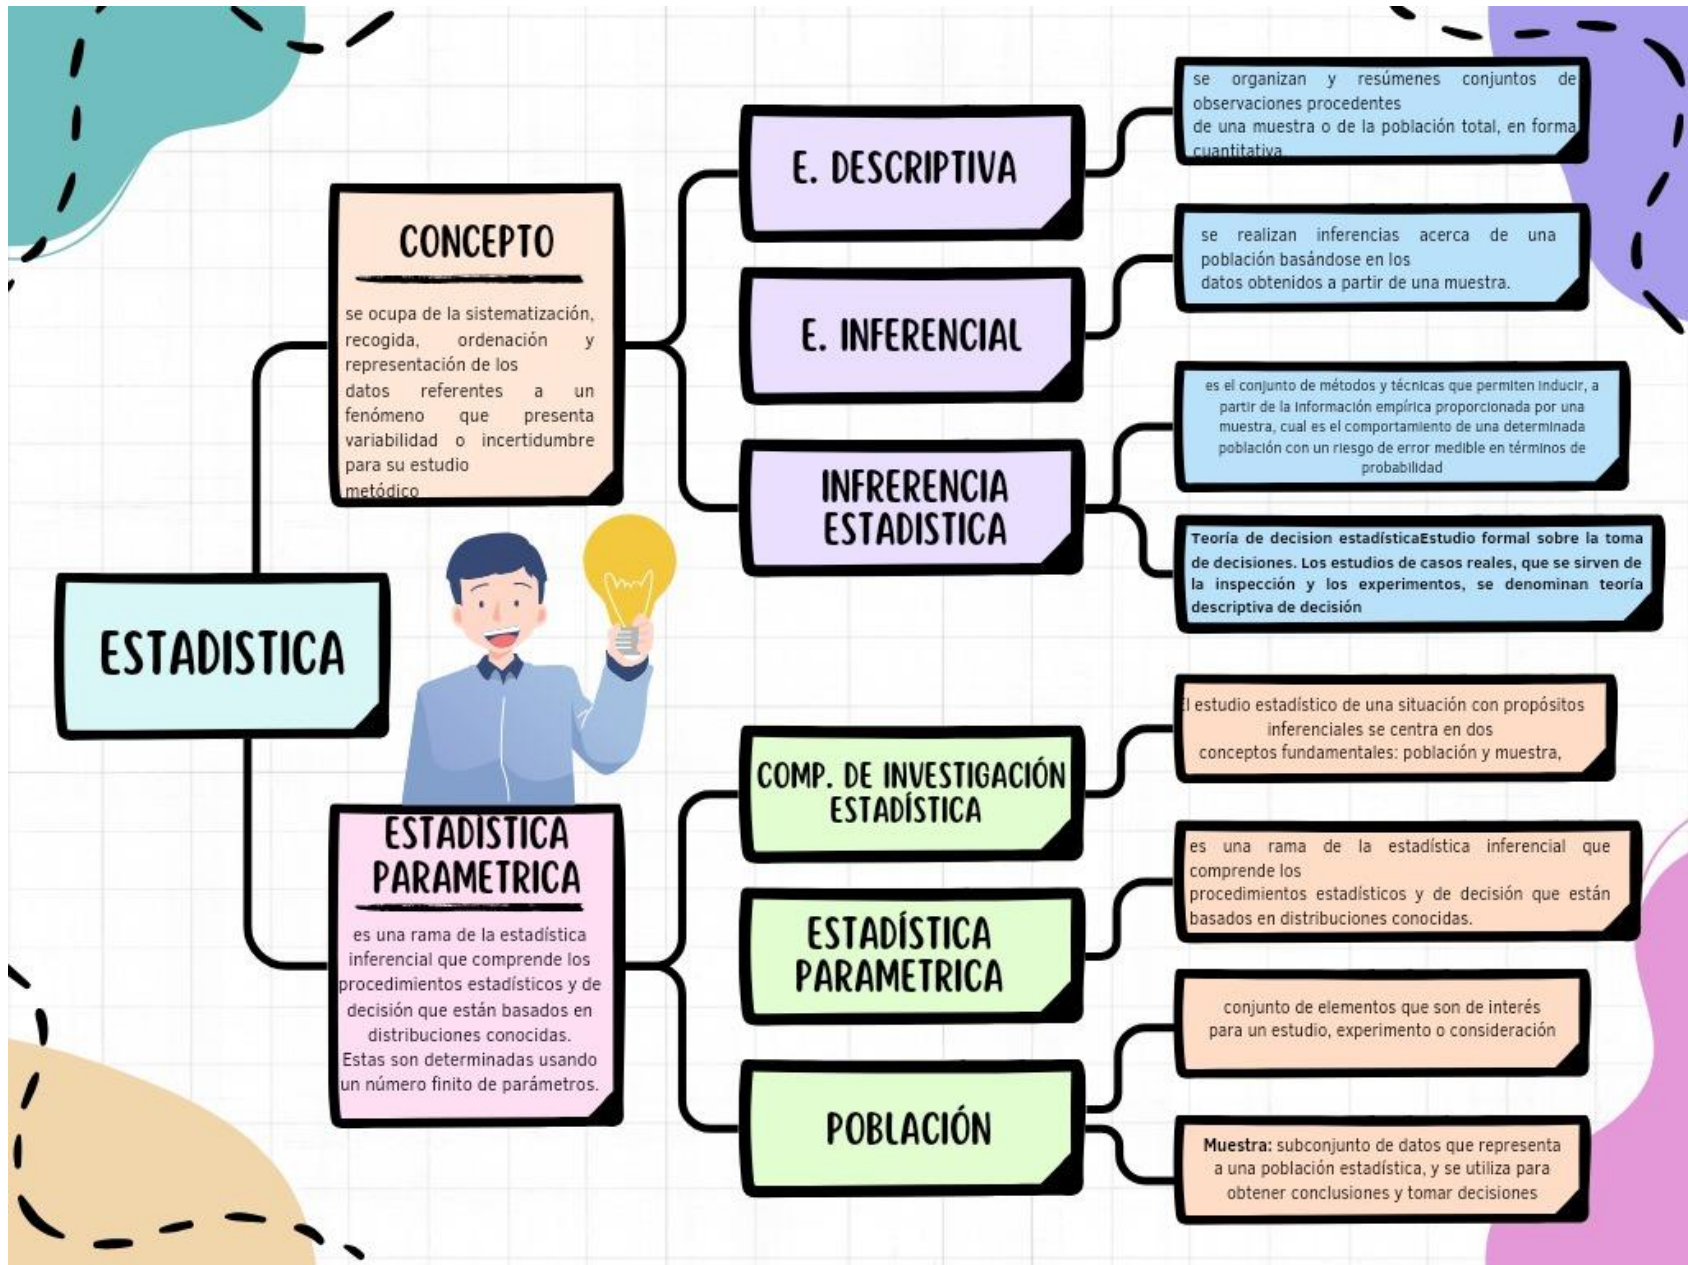 ESTADISTICA
CONCEPTO
se ocupa de la sistematización,
recogida, ordenación y
representación de los
datos referentes a un
fenómeno que presenta
variabilidad o incertidumbre
para su estudio
metódico
E. DESCRIPTIVA
se organizan y resúmenes conjuntos de
observaciones procedentes
de una muestra o de la población total, en forma
cuantitativa
E. INFERENCIAL
se realizan inferencias acerca de una
población basándose en los
datos obtenidos a partir de una muestra.
INFRERENCIA
ESTADISTICA
es el conjunto de métodos y técnicas que permiten inducir, a
partir de la información empírica proporcionada por una
muestra, cual es el comportamiento de una determinada
población con un riesgo de error medible en términos de
probabilidad
Teoría de decision estadísticaEstudio formal sobre la toma
de decisiones. Los estudios de casos reales, que se sirven de
la inspección y los experimentos, se denominan teoría
descriptiva de decisión
ESTADISTICA
PARAMETRICA
es una rama de la estadística
inferencial que comprende los
procedimientos estadísticos y de
decisión que están basados en
distribuciones conocidas.
Estas son determinadas usando
un número finito de parámetros.
COMP. DE INVESTIGACIÓN
ESTADÍSTICA
El estudio estadístico de una situación con propósitos
inferenciales se centra en dos
conceptos fundamentales: población y muestra,
ESTADÍSTICA
PARAMETRICA
es una rama de la estadística inferencial que
comprende los
procedimientos estadísticos y de decisión que están
basados en distribuciones conocidas.
POBLACIÓN
conjunto de elementos que son de interés
para un estudio, experimento o consideración
Muestra: subconjunto de datos que representa
a una población estadística, y se utiliza para
obtener conclusiones y tomar decisiones